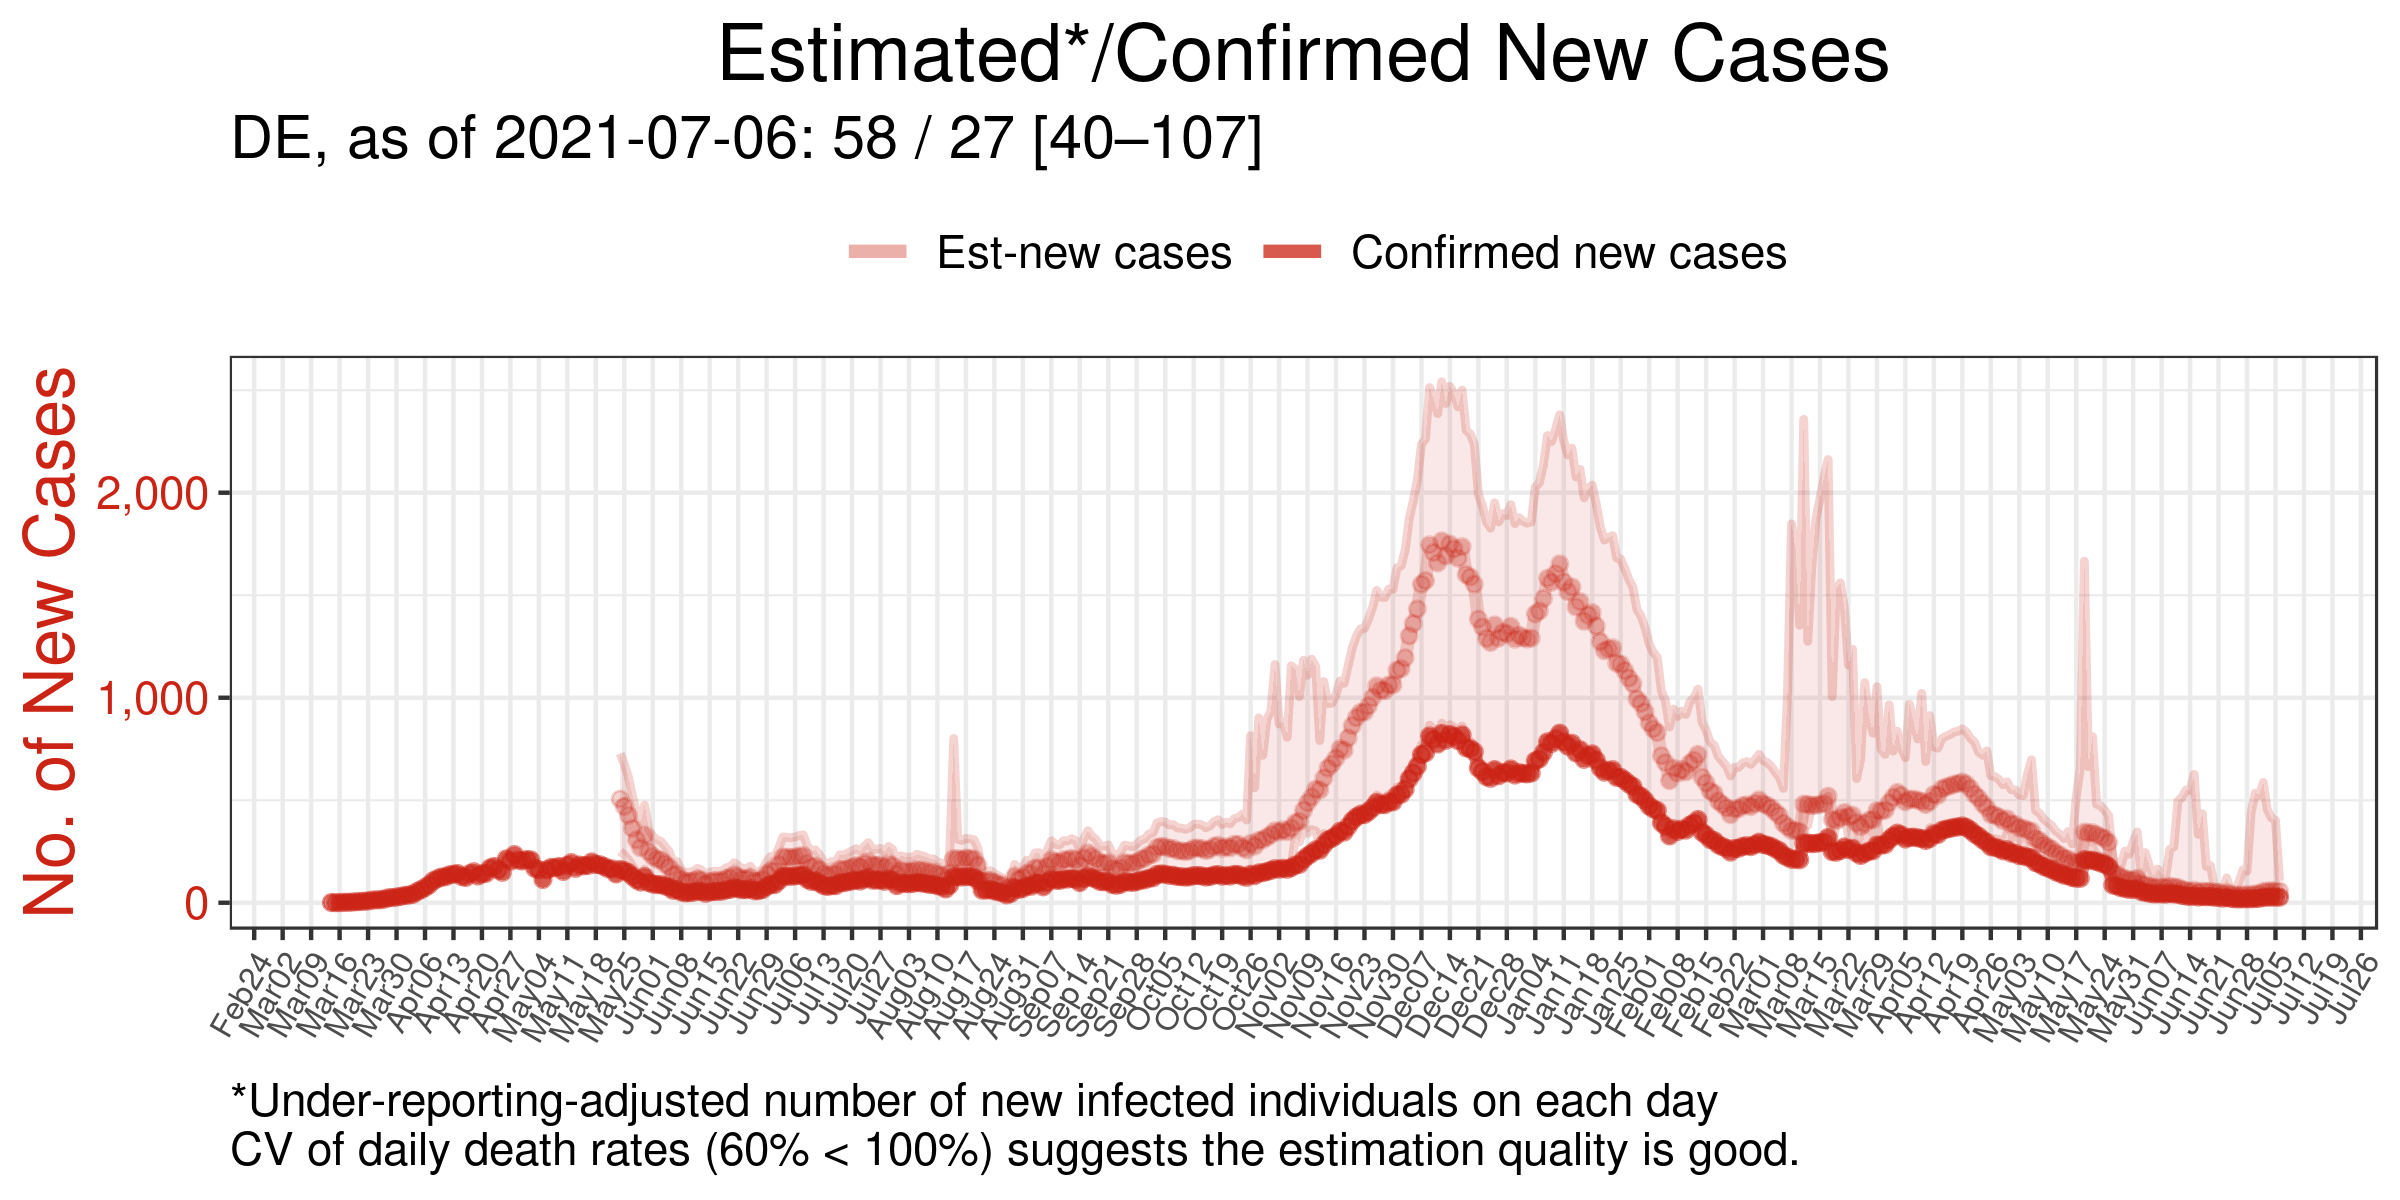 Estimated*/Confirmed New Cases
DE, as of 2021-07-06: 58 / 27 [40–107]
Est-new cases Confirmed new cases
No. of New Cases
2,000
1,000
0
Feb24 Mar02 Mar09 Mar16 Mar23 Mar30 Apr06 Apr13 Apr20 Apr27 May04 May11 May18 May25 Jun01 Jun08 Jun15 Jun22 Jun29 Jul06 Jul13 Jul20 Jul27 Aug03 Aug10 Aug17 Aug24 Aug31 Sep07 Sep14 Sep21 Sep28 Oct05 Oct12 Oct19 Oct26 Nov02 Nov09 Nov16 Nov23 Nov30 Dec07 Dec14 Dec21 Dec28 Jan04 Jan11 Jan18 Jan25 Feb01 Feb08 Feb15 Feb22 Mar01 Mar08 Mar15 Mar22 Mar29 Apr05 Apr12 Apr19 Apr26 May03 May10 May17 May24 May31 Jun07 Jun14 Jun21 Jun28 Jul05 Jul12 Jul19 Jul26
*Under-reporting-adjusted number of new infected individuals on each day
CV of daily death rates (60% < 100%) suggests the estimation quality is good.